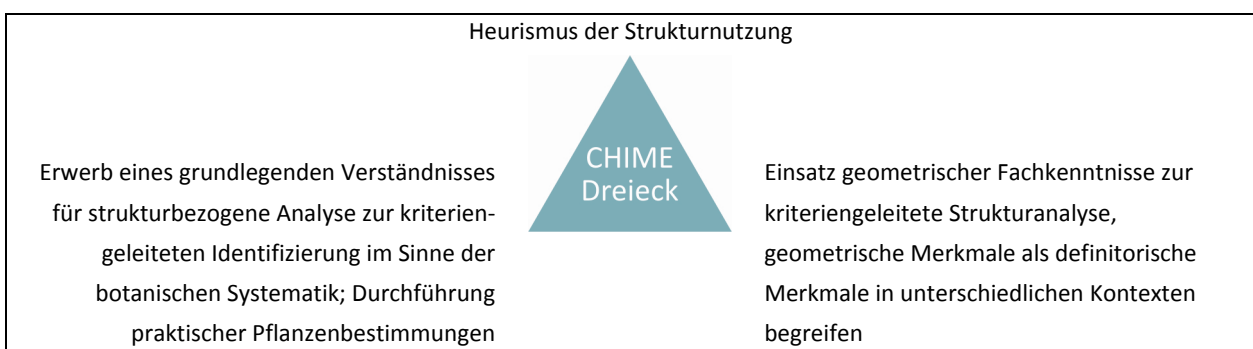 Heurismus der Strukturnutzung
CHIME
Dreieck
Erwerb eines grundlegenden Verständnisses
für strukturbezogene Analyse zur kriterien-
geleiteten Identifizierung im Sinne der
botanischen Systematik; Durchführung
praktischer Pflanzenbestimmungen
Einsatz geometrischer Fachkenntnisse zur
kriteriengeleitete Strukturanalyse,
geometrische Merkmale als definitorische
Merkmale in unterschiedlichen Kontexten
begreifen